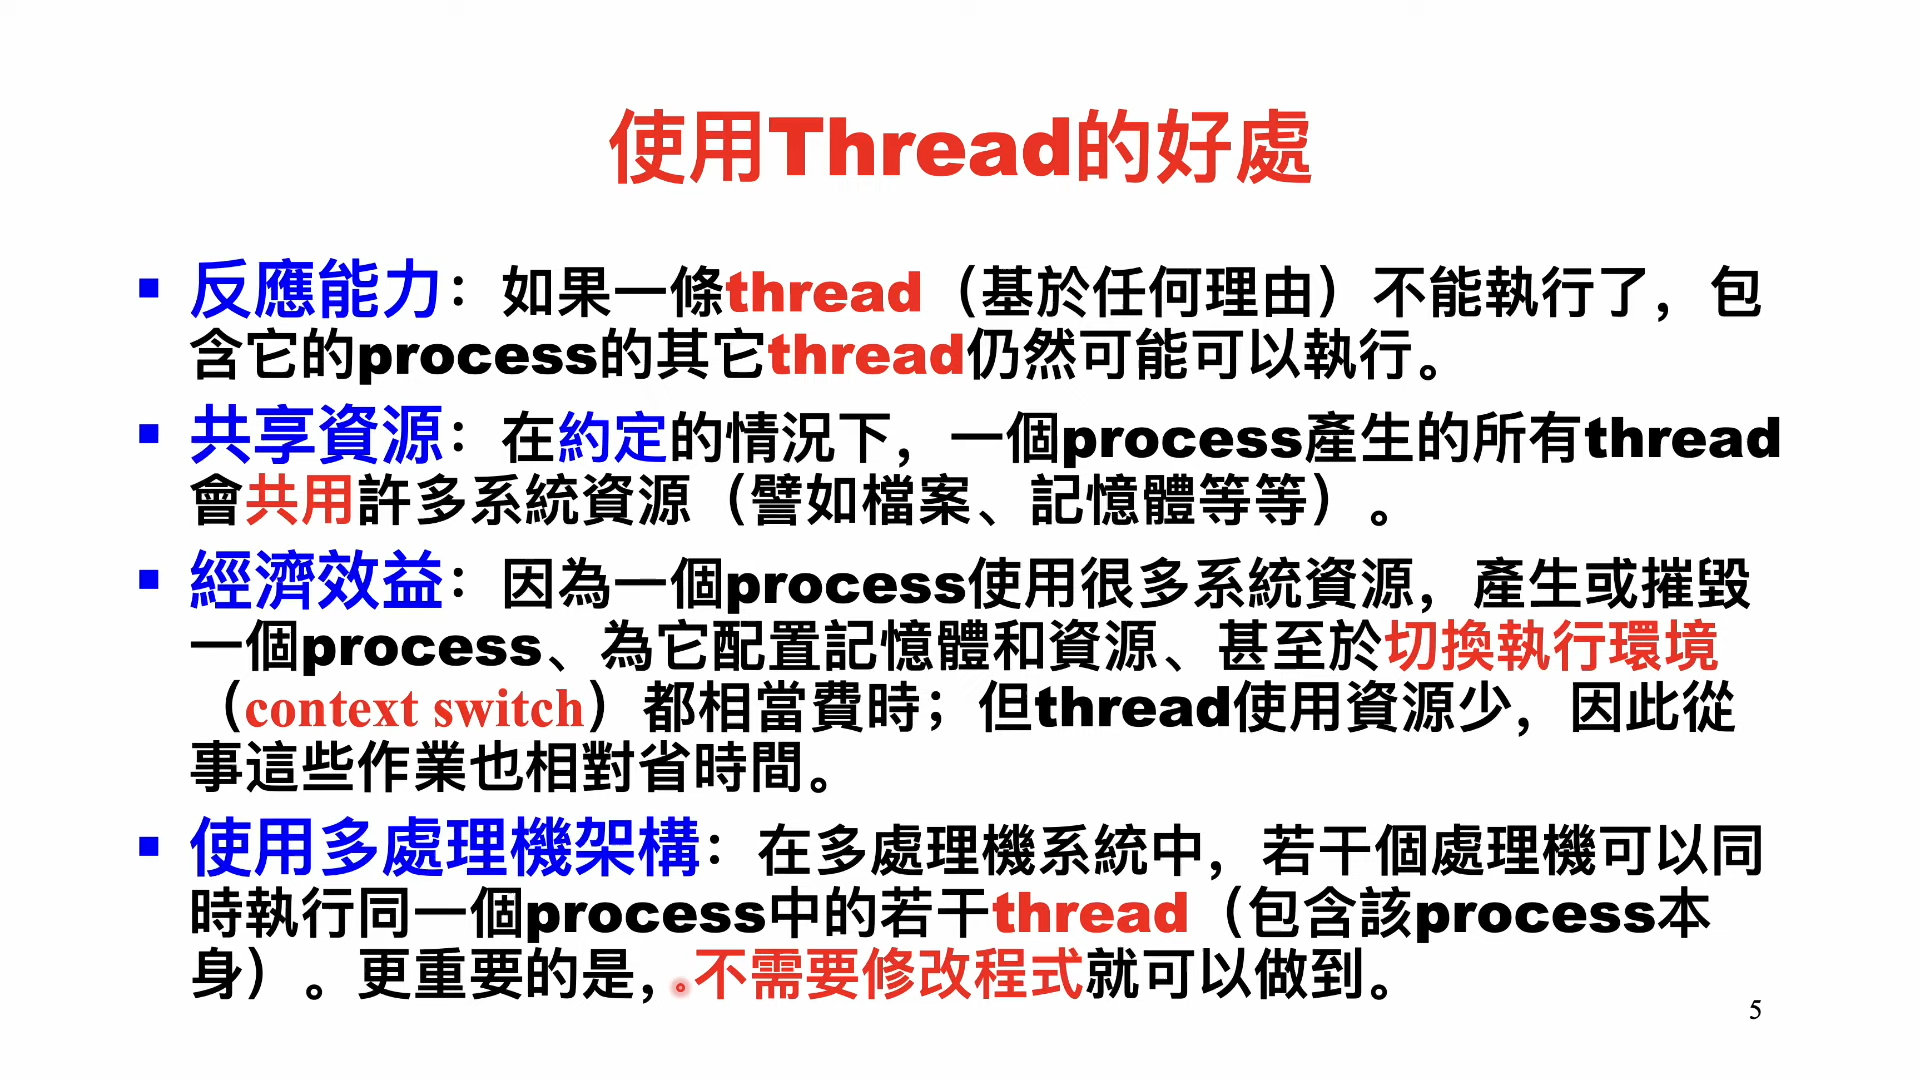 使用Thread的好處
▪ 反應能力：如果一條thread（基於任何理由）不能執行了，包
含它的process的其它thread仍然可能可以執行。
▪ 共享資源：在約定的情況下，一個process產生的所有thread
會共用許多系統資源（譬如檔案、記憶體等等）。
▪ 經濟效益：因為一個process使用很多系統資源，產生或摧毀
一個process、為它配置記憶體和資源、甚至於切換執行環境
（context switch）都相當費時；但thread使用資源少，因此從
事這些作業也相對省時間。
▪ 使用多處理機架構：在多處理機系統中，若干個處理機可以同
時執行同一個process中的若干thread（包含該process本
身）。更重要的是，不需要修改程式就可以做到。
5